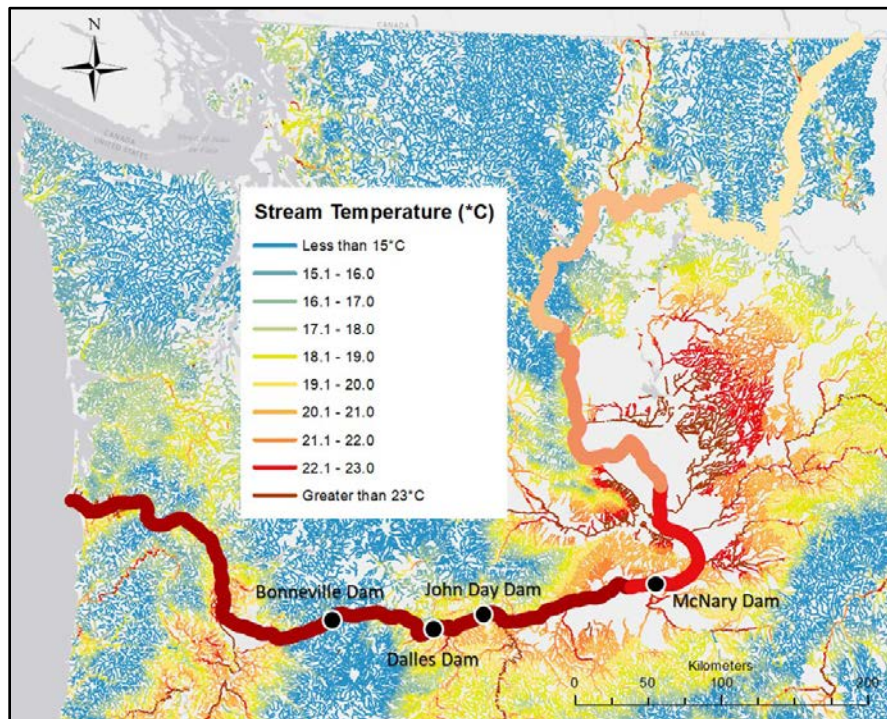 N
CANADA
CANADA
CANADA
UNITED STATES
Stream Temperature (*C)
Less than 15*C
15.1 - 16.0
16.1 - 17.0
17.1 - 18.0
18.1 - 19.0
19.1 - 20.0
20.1 - 21.0
21.1 - 22.0
22.1 - 23.0
Greater than 23*C
Bonneville Dam
John Day Dam
McNary Dam
Dalles Dam
Kilometers
0 50 100 200